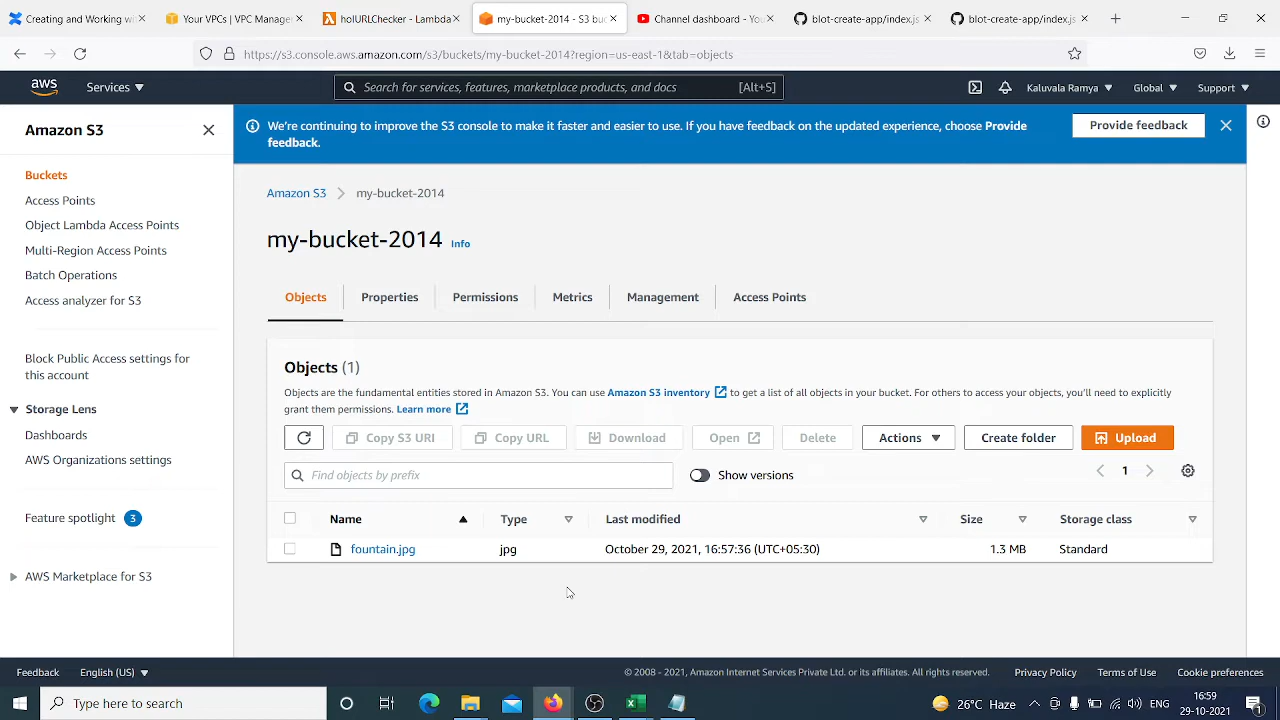 Creating and Working wi
Your VPCs | VPC Manage
holURLChecker - Lambda
my-bucket-2014 - S3 bu
Channel dashboard - You
blot-create-app/index.js
blot-create-app/index.js
https://s3.console.aws.amazon.com/s3/buckets/my-bucket-2014?region=us-east-1&tab=objects
aws
Services
Search for services, features, marketplace products, and docs
[Alt+S]
Kaluvala Ramya
Global
Support
Amazon S3
We're continuing to improve the S3 console to make it faster and easier to use. If you have feedback on the updated experience, choose Provide
feedback.
Provide feedback
Buckets
Access Points
Object Lambda Access Points
Multi-Region Access Points
Batch Operations
Access analyzer for S3
Block Public Access settings for
this account
Storage Lens
Dashboards
AWS Organizations settings
Feature spotlight 3
AWS Marketplace for S3
Amazon S3
my-bucket-2014
my-bucket-2014 Info
Objects
Properties
Permissions
Metrics
Management
Access Points
Objects (1)
Objects are the fundamental entities stored in Amazon S3. You can use Amazon S3 inventory to get a list of all objects in your bucket. For others to access your objects, you'll need to explicitly
grant them permissions. Learn more
Copy S3 URI
Copy URL
Download
Open
Delete
Actions
Create folder
Upload
Find objects by prefix
Show versions
1
Name
Type
Last modified
Size
Storage class
fountain.jpg
jpg
October 29, 2021, 16:57:36 (UTC+05:30)
1.3 MB
Standard
Feedback
English (US)
© 2008 - 2021, Amazon Internet Services Private Ltd. or its affiliates. All rights reserved.
Privacy Policy
Terms of Use
Cookie preferences
Type here to search
26°C Haze
ENG
16:59
29-10-2021